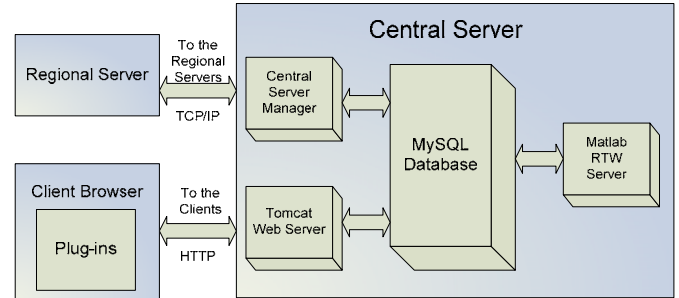 Central Server
Regional Server
To the
Regional
Servers
TCP/IP
Central
Server
Manager
MySQL
Database
Matlab
RTW
Server
Client Browser
Plug-ins
To the
Clients
HTTP
Tomcat
Web Server